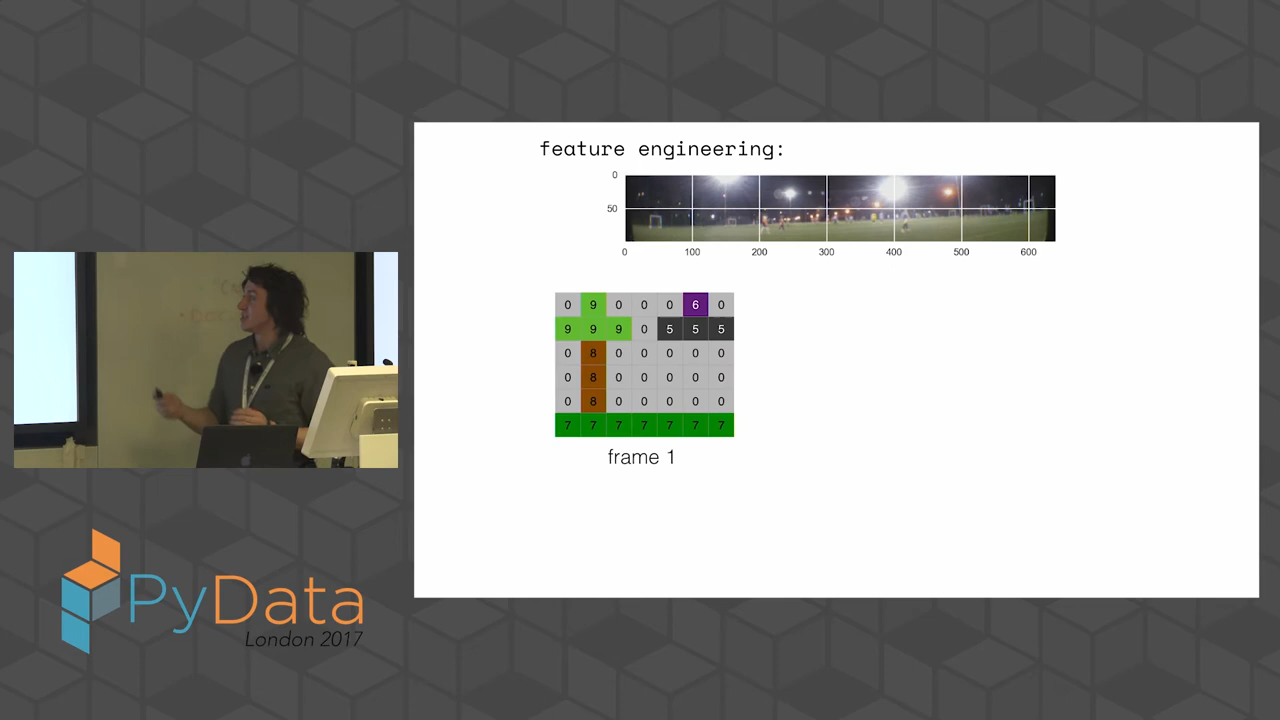 feature engineering:
0
50
0 100 200 300 400 500 600
0 9 0 0 0 6 0
9 9 9 0 5 5 5
0 8 0 0 0 0 0
0 8 0 0 0 0 0
0 8 0 0 0 0 0
7 7 7 7 7 7 7
frame 1
PyData
London 2017